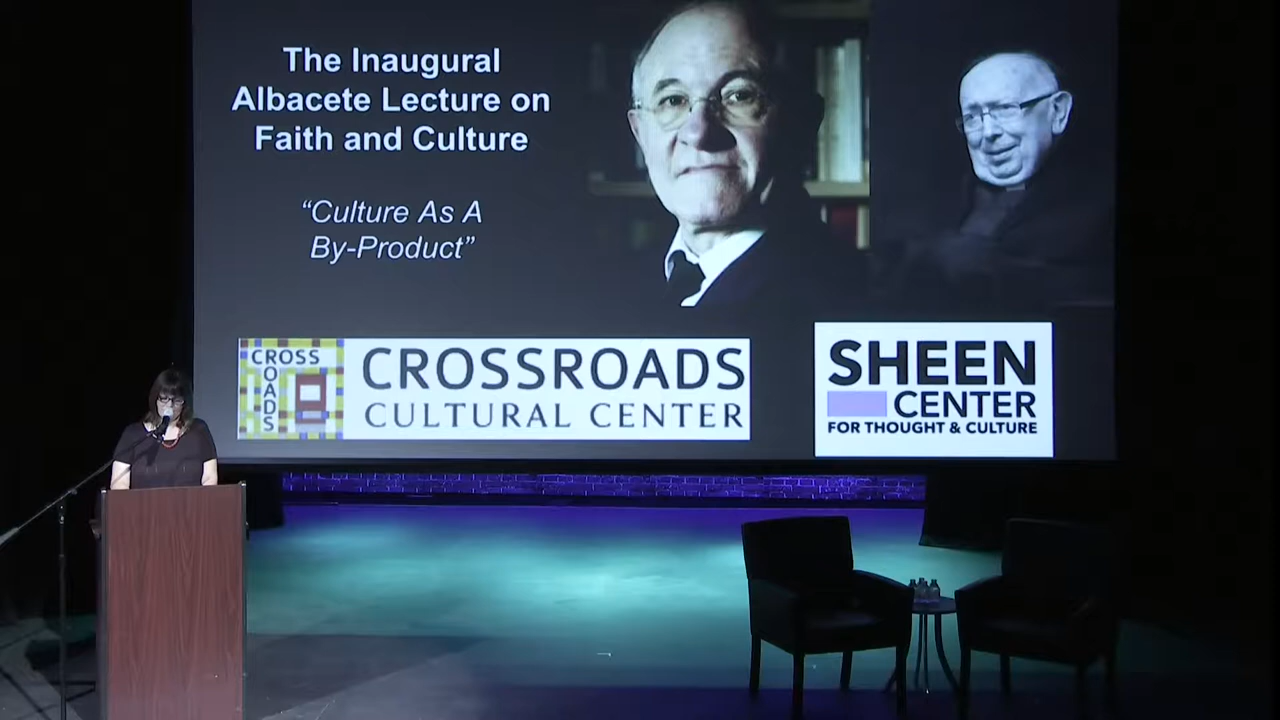 The Inaugural
Albacete Lecture on
Faith and Culture
“Culture As A
By-Product”
CROSS
ROADS
CROSSROADS
CULTURAL CENTER
SHEEN
CENTER
FOR THOUGHT & CULTURE